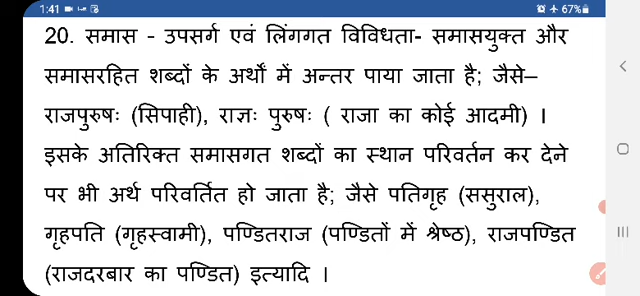 1:41
67%
20. समास - उपसर्ग एवं लिंगगत विविधता- समासयुक्त और
समासरहित शब्दों के अर्थों में अन्तर पाया जाता है; जैसे–
राजपुरुषः (सिपाही), राज्ञः पुरुषः ( राजा का कोई आदमी) ।
इसके अतिरिक्त समासगत शब्दों का स्थान परिवर्तन कर देने
पर भी अर्थ परिवर्तित हो जाता है; जैसे पतिगृह (ससुराल),
गृहपति (गृहस्वामी), पण्डितराज (पण्डितों में श्रेष्ठ), राजपण्डित
(राजदरबार का पण्डित) इत्यादि ।